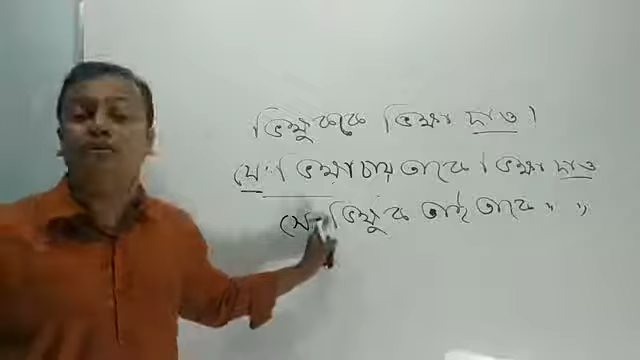 ভিক্ষুককে ভিক্ষা দাও।
যে ভিক্ষা চায় তাকে ভিক্ষা দাও
যে ভিক্ষুক তাই তাকে " "